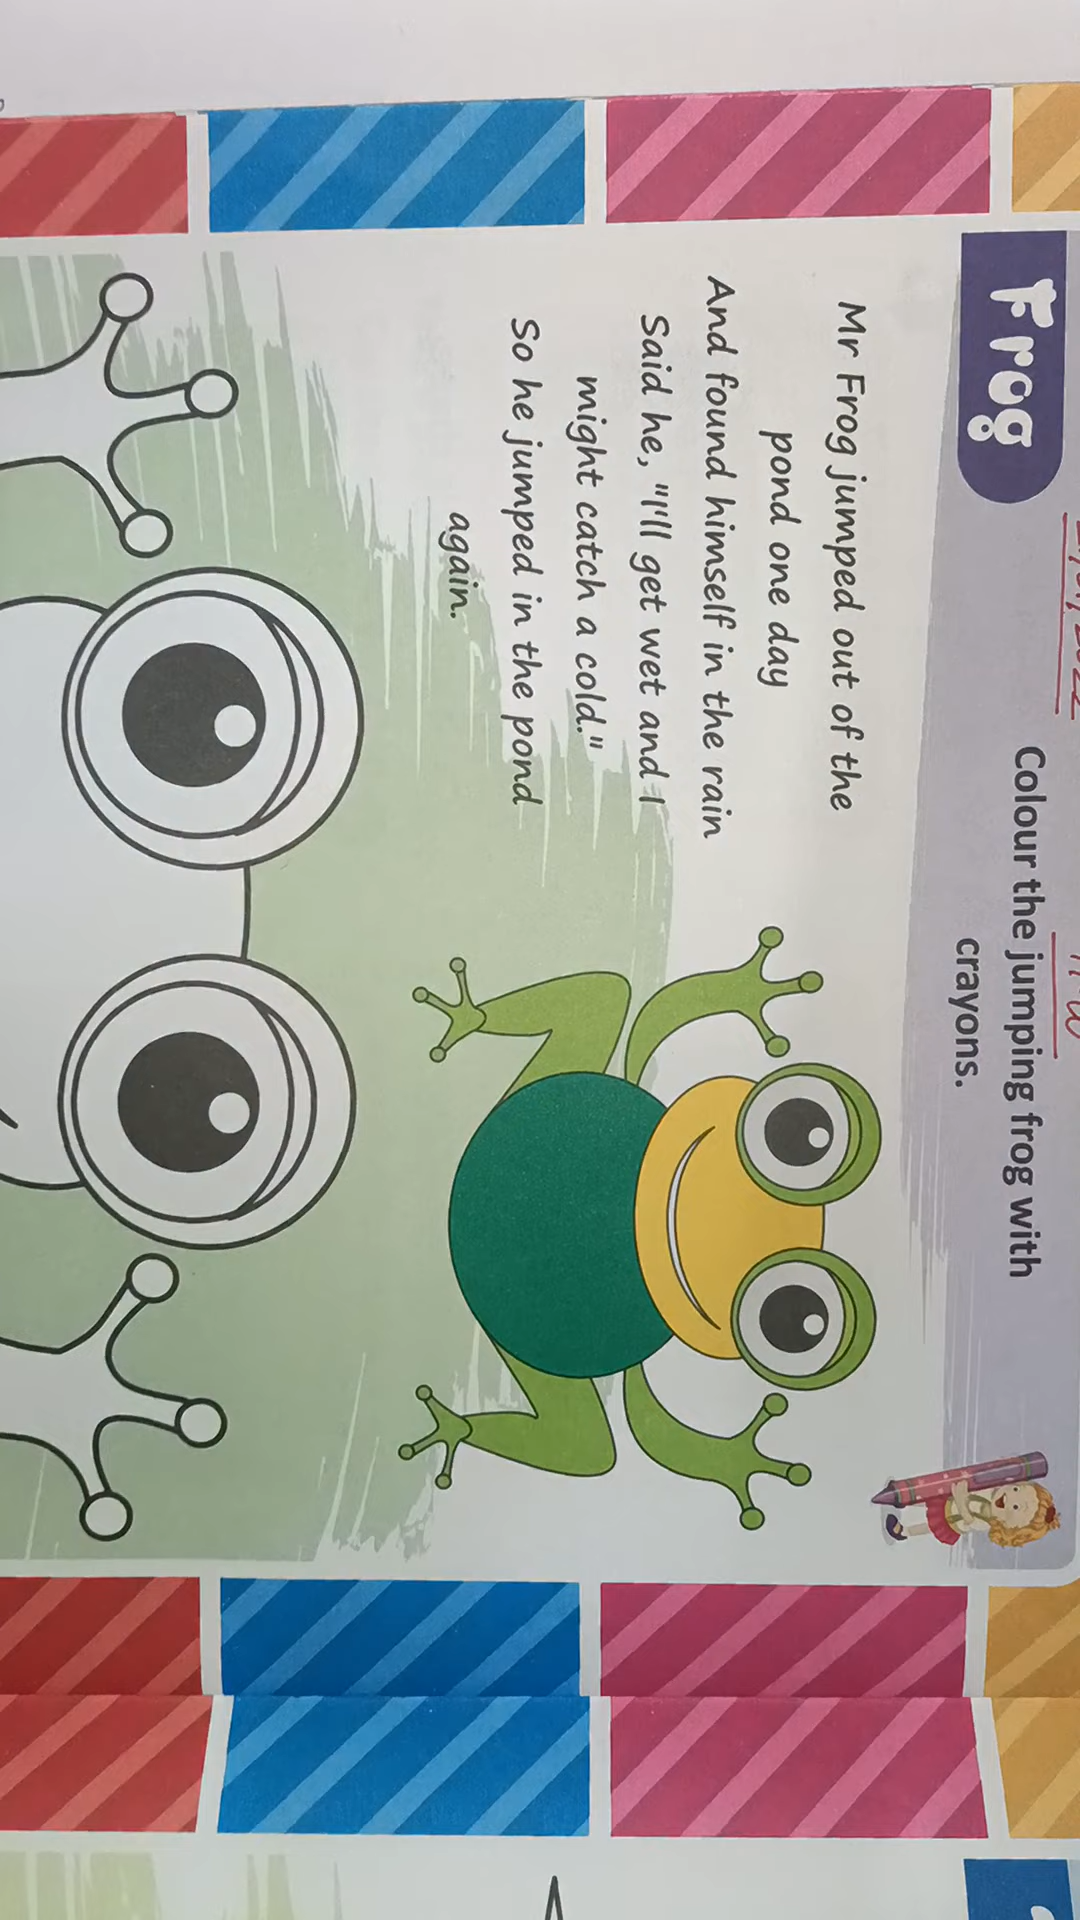 Frog
Colour the jumping frog with
crayons.
Mr Frog jumped out of the
pond one day
And found himself in the rain
Said he, "I'll get wet and I
might catch a cold."
So he jumped in the pond
again.